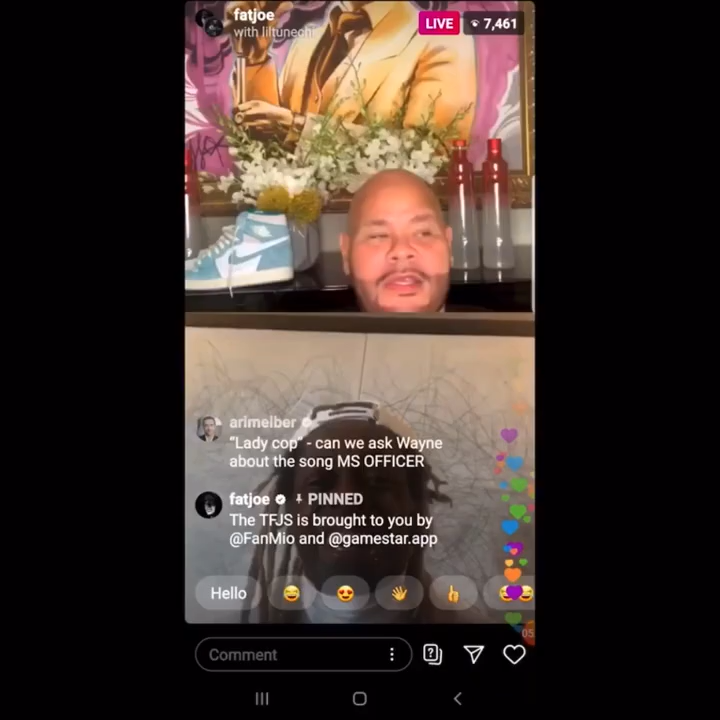 fatjoe
with liltunechi
LIVE
7,461
arimelber
“Lady cop” - can we ask Wayne
about the song MS OFFICER
fatjoe PINNED
The TFJS is brought to you by
@FanMio and @gamestar.app
Hello
05
Comment